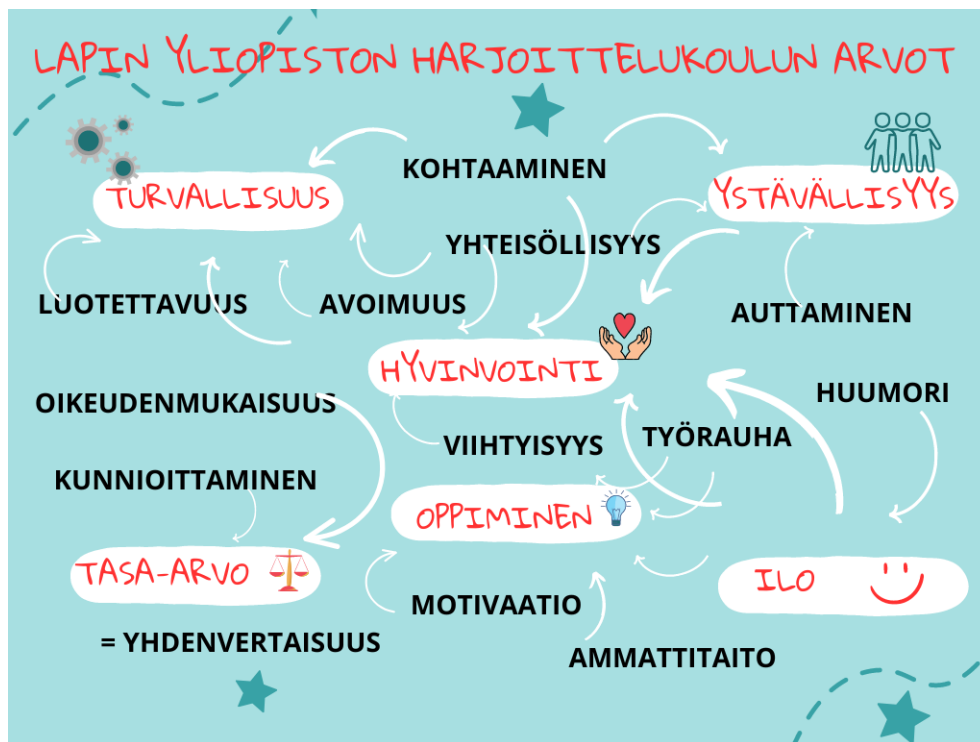 LAPIN YLIOPISTON HARJOITTELUKOULUN ARVOT
KOHTAAMINEN
TURVALLISUUS
YSTÄVÄLLISYYS
YHTEISÖLLISYYS
LUOTETTAVUUS
AVOIMUUS
AUTTAMINEN
HYVINVOINTI
OIKEUDENMUKAISUUS
HUUMORI
VIIHTYISYYS
TYÖRAUHA
KUNNIOITTAMINEN
OPPIMINEN
TASA-ARVO
ILO
MOTIVAATIO
= YHDENVERTAISUUS
AMMATTITAITO